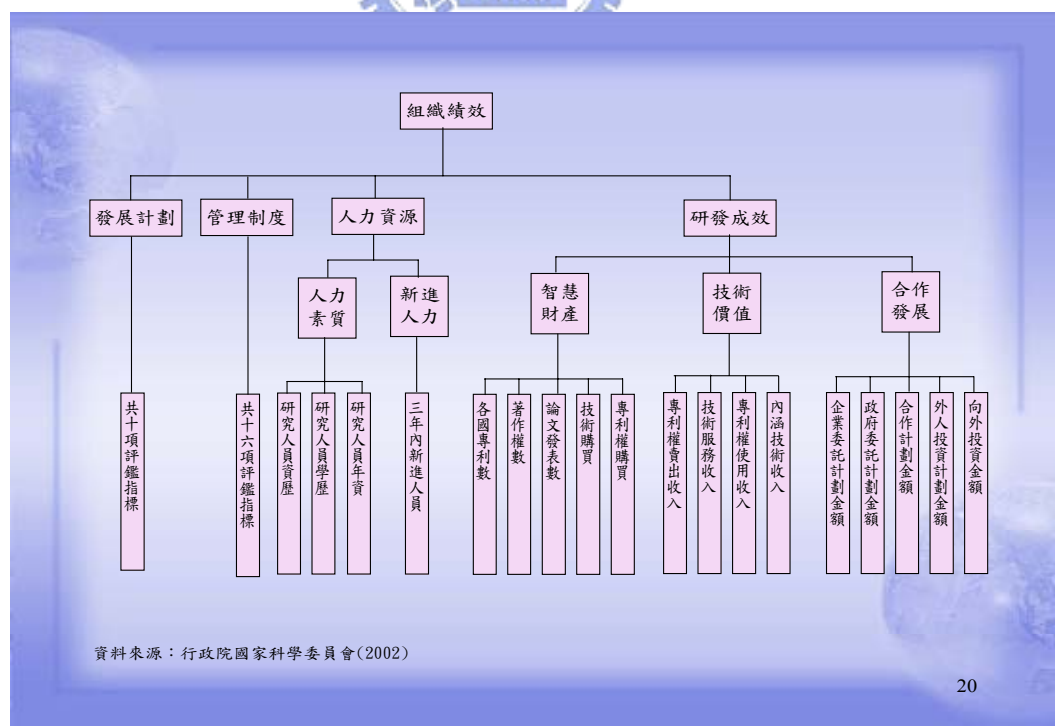 組織績效
發展計劃
管理制度
人力資源
研發成效
人力
素質
新進
人力
智慧
財產
技術
價值
合作
發展
共十項評鑑指標
共十六項評鑑指標
研究人員資歷
研究人員學歷
研究人員年資
三年內新進人員
各國專利數
著作權數
論文發表數
技術購買
專利權購買
專利權賣出收入
技術服務收入
專利權使用收入
內涵技術收入
企業委託計劃金額
政府委託計劃金額
合作計劃金額
外人投資計劃金額
向外投資金額
資料來源：行政院國家科學委員會(2002)
20